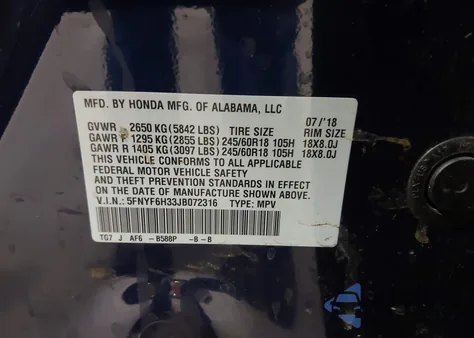 MFD. BY HONDA MFG. OF ALABAMA, LLC 07/'18
GVWR 2650 KG(5842 LBS) TIRE SIZE RIM SIZE
GAWR F 1295 KG(2855 LBS) 245/60R18 105H 18X8.0J
GAWR R 1405 KG(3097 LBS) 245/60R18 105H 18X8.0J
THIS VEHICLE CONFORMS TO ALL APPLICABLE
FEDERAL MOTOR VEHICLE SAFETY
AND THEFT PREVENTION STANDARDS IN EFFECT
ON THE DATE OF MANUFACTURE SHOWN ABOVE.
V.I.N.: 5FNYF6H33JB072316 TYPE: MPV
TG7 J AF6 -B588P -B -B